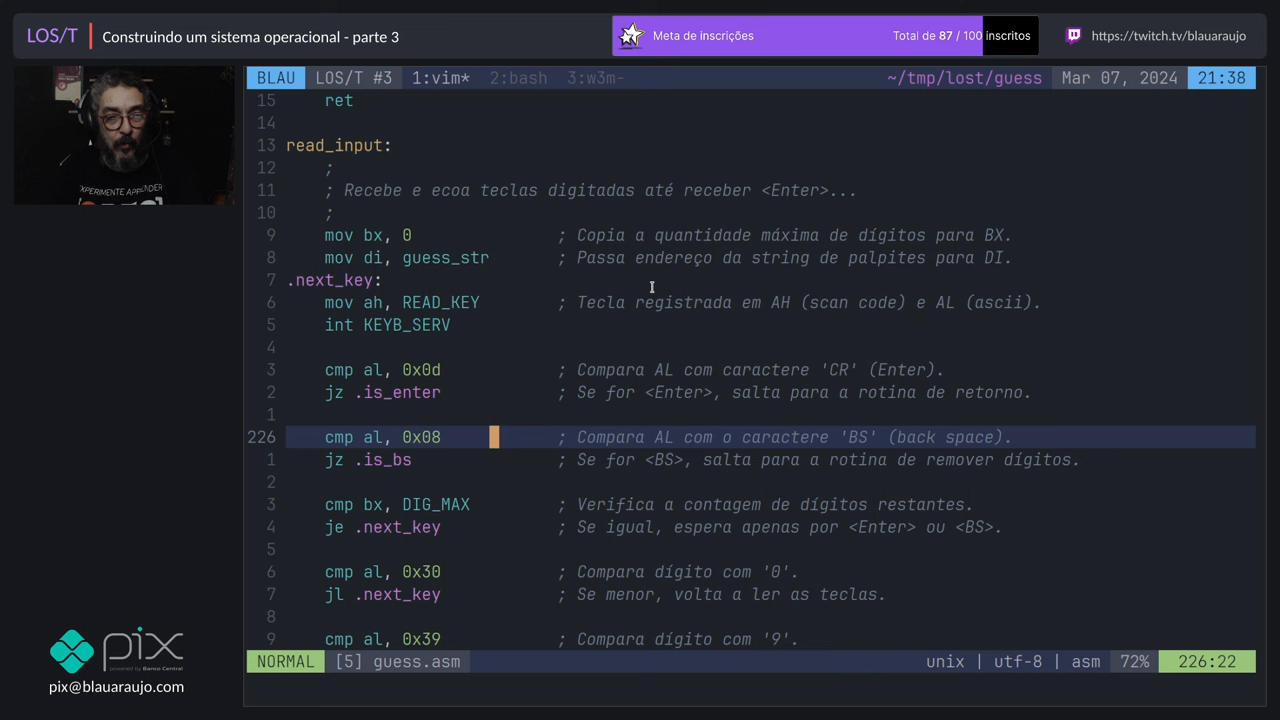 LOS/T Construindo um sistema operacional - parte 3
Meta de inscrições Total de 87 / 100 inscritos
https://twitch.tv/blauaraujo
BLAU LOS/T #3 1:vim* 2:bash 3:w3m- ~/tmp/lost/guess Mar 07, 2024 21:38
15 ret
14
13 read_input:
12 ;
11 ; Recebe e ecoa teclas digitadas até receber <Enter>...
10 ;
9 mov bx, 0 ; Copia a quantidade máxima de dígitos para BX.
8 mov di, guess_str ; Passa endereço da string de palpites para DI.
7 .next_key:
6 mov ah, READ_KEY ; Tecla registrada em AH (scan code) e AL (ascii).
5 int KEYB_SERV
4
3 cmp al, 0x0d ; Compara AL com caractere 'CR' (Enter).
2 jz .is_enter ; Se for <Enter>, salta para a rotina de retorno.
1
226 cmp al, 0x08 ; Compara AL com o caractere 'BS' (back space).
1 jz .is_bs ; Se for <BS>, salta para a rotina de remover dígitos.
2
3 cmp bx, DIG_MAX ; Verifica a contagem de dígitos restantes.
4 je .next_key ; Se igual, espera apenas por <Enter> ou <BS>.
5
6 cmp al, 0x30 ; Compara dígito com '0'.
7 jl .next_key ; Se menor, volta a ler as teclas.
8
9 cmp al, 0x39 ; Compara dígito com '9'.
NORMAL [5] guess.asm unix | utf-8 | asm 72% 226:22
EXPERIMENTE APRENDER
pix
powered by Banco Central
pix@blauaraujo.com